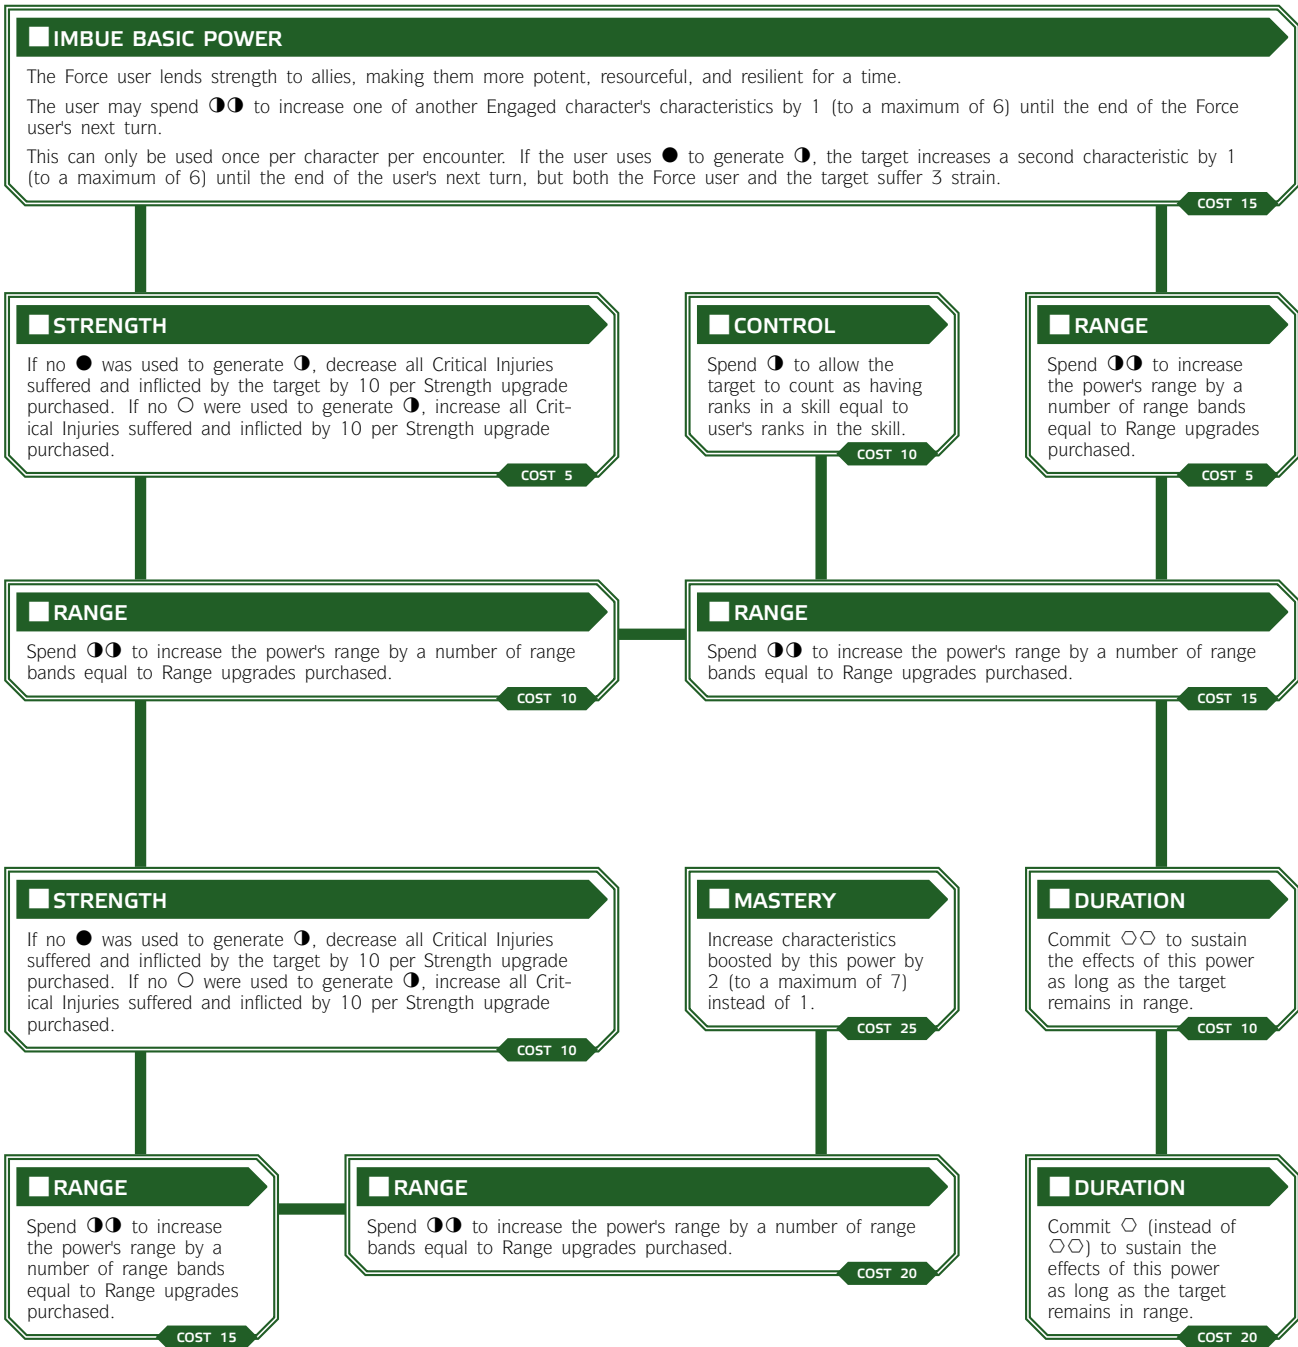 IMBUE BASIC POWER
The Force user lends strength to allies, making them more potent, resourceful, and resilient for a time.
The user may spend ◑◑ to increase one of another Engaged character's characteristics by 1 (to a maximum of 6) until the end of the Force
user's next turn.
This can only be used once per character per encounter. If the user uses ● to generate ◑, the target increases a second characteristic by 1
(to a maximum of 6) until the end of the user's next turn, but both the Force user and the target suffer 3 strain.
COST 15
STRENGTH
If no ● was used to generate ◑, decrease all Critical Injuries
suffered and inflicted by the target by 10 per Strength upgrade
purchased. If no ○ were used to generate ◑, increase all Crit-
ical Injuries suffered and inflicted by 10 per Strength upgrade
purchased.
COST 5
CONTROL
Spend ◑ to allow the
target to count as having
ranks in a skill equal to
user's ranks in the skill.
COST 10
RANGE
Spend ◑◑ to increase
the power's range by a
number of range bands
equal to Range upgrades
purchased.
COST 5
RANGE
Spend ◑◑ to increase the power's range by a number of range
bands equal to Range upgrades purchased.
COST 10
RANGE
Spend ◑◑ to increase the power's range by a number of range
bands equal to Range upgrades purchased.
COST 15
STRENGTH
If no ● was used to generate ◑, decrease all Critical Injuries
suffered and inflicted by the target by 10 per Strength upgrade
purchased. If no ○ were used to generate ◑, increase all Crit-
ical Injuries suffered and inflicted by 10 per Strength upgrade
purchased.
COST 10
MASTERY
Increase characteristics
boosted by this power by
2 (to a maximum of 7)
instead of 1.
COST 25
DURATION
Commit ⬡⬡ to sustain
the effects of this power
as long as the target
remains in range.
COST 10
RANGE
Spend ◑◑ to increase
the power's range by a
number of range bands
equal to Range upgrades
purchased.
COST 15
RANGE
Spend ◑◑ to increase the power's range by a number of range
bands equal to Range upgrades purchased.
COST 20
DURATION
Commit ⬡ (instead of
⬡⬡) to sustain the
effects of this power
as long as the target
remains in range.
COST 20